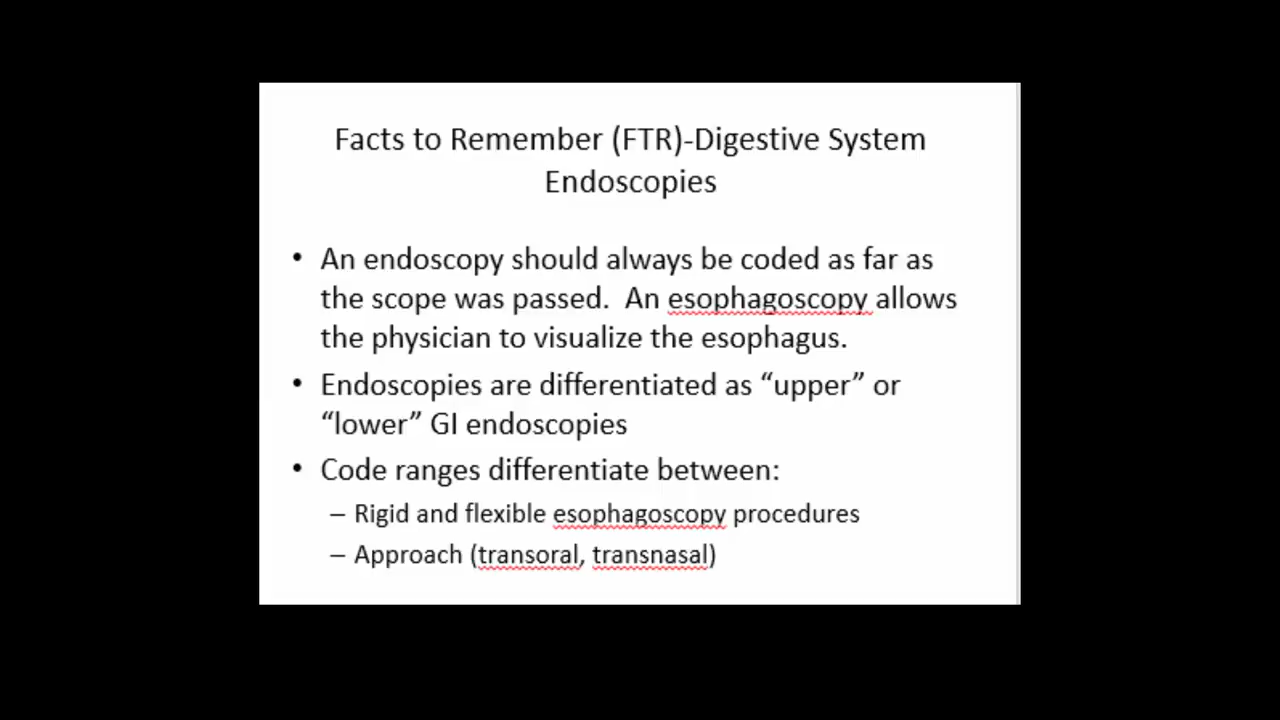 Facts to Remember (FTR)-Digestive System
Endoscopies
• An endoscopy should always be coded as far as
the scope was passed.  An esophagoscopy allows
the physician to visualize the esophagus.
• Endoscopies are differentiated as “upper” or
“lower” GI endoscopies
• Code ranges differentiate between:
– Rigid and flexible esophagoscopy procedures
– Approach (transoral, transnasal)